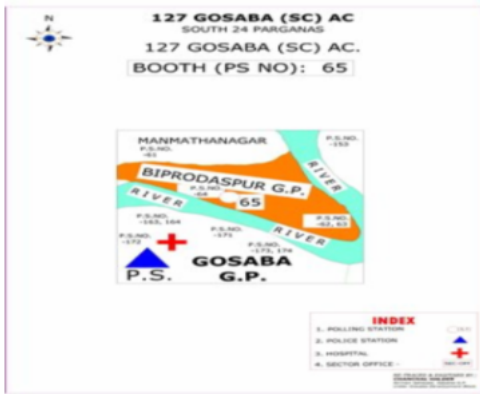 N
127 GOSABA (SC) AC
SOUTH 24 PARGANAS
127 GOSABA (SC) AC.
BOOTH (PS NO): 65
MANMATHANAGAR
P.S.NO.
-61
P.S.NO.
-153
RIVER
BIPRODASPUR G.P.
P.S.NO.
-64
65
RIVER
P.S.NO.
P.S.NO.
-172
P.S.NO.
-171
RIVER
P.S.NO.
-62, 63
P.S.NO.
-173, 174
P.S.
GOSABA
G.P.
INDEX
1. POLLING STATION
2. POLICE STATION
3. HOSPITAL
4. SECTOR OFFICE -